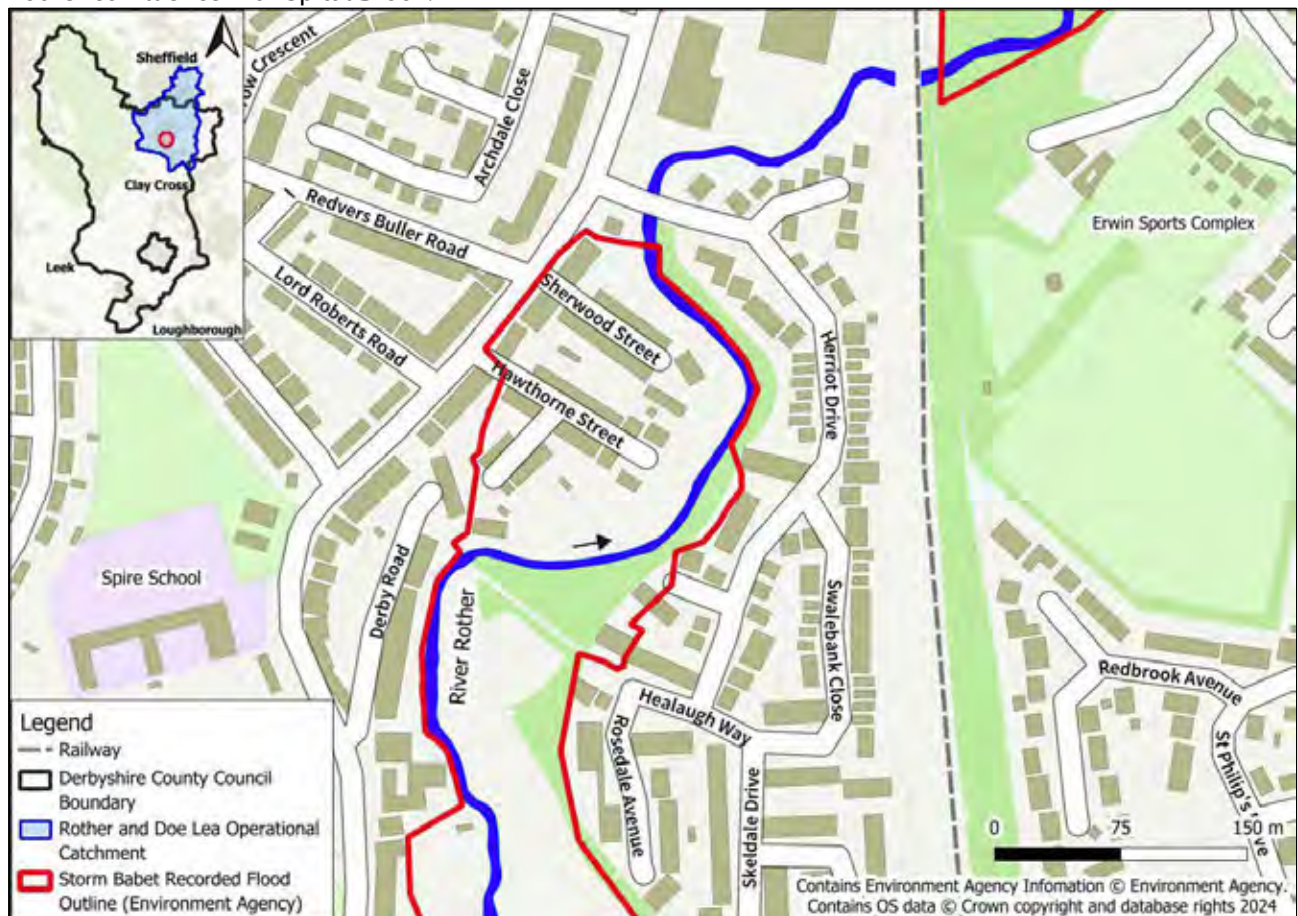 Sheffield
Clay Cross
Leek
Loughborough
Crescent
Archdale Close
Redvers Buller Road
Lord Roberts Road
Sherwood Street
Hawthorne Street
Herriot Drive
Erwin Sports Complex
Spire School
Derby Road
River Rother
Swalebank Close
Healaugh Way
Rosedale Avenue
Skeldale Drive
Redbrook Avenue
St Philip's
Legend
Railway
Derbyshire County Council
Boundary
Rother and Doe Lea Operational
Catchment
Storm Babet Recorded Flood
Outline (Environment Agency)
0 75 150 m
Contains Environment Agency Infomation © Environment Agency.
Contains OS data © Crown copyright and database rights 2024